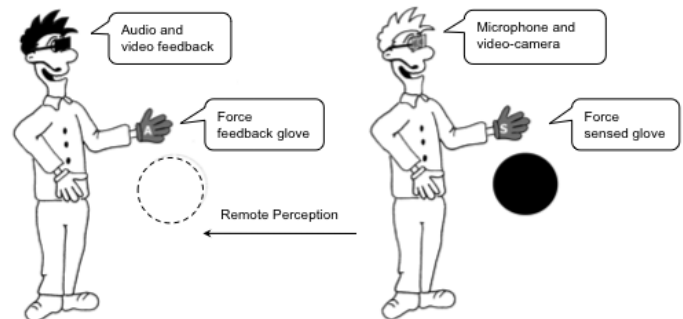 Audio and
video feedback
Microphone and
video-camera
A
Force
feedback glove
S
Force
sensed glove
Remote Perception